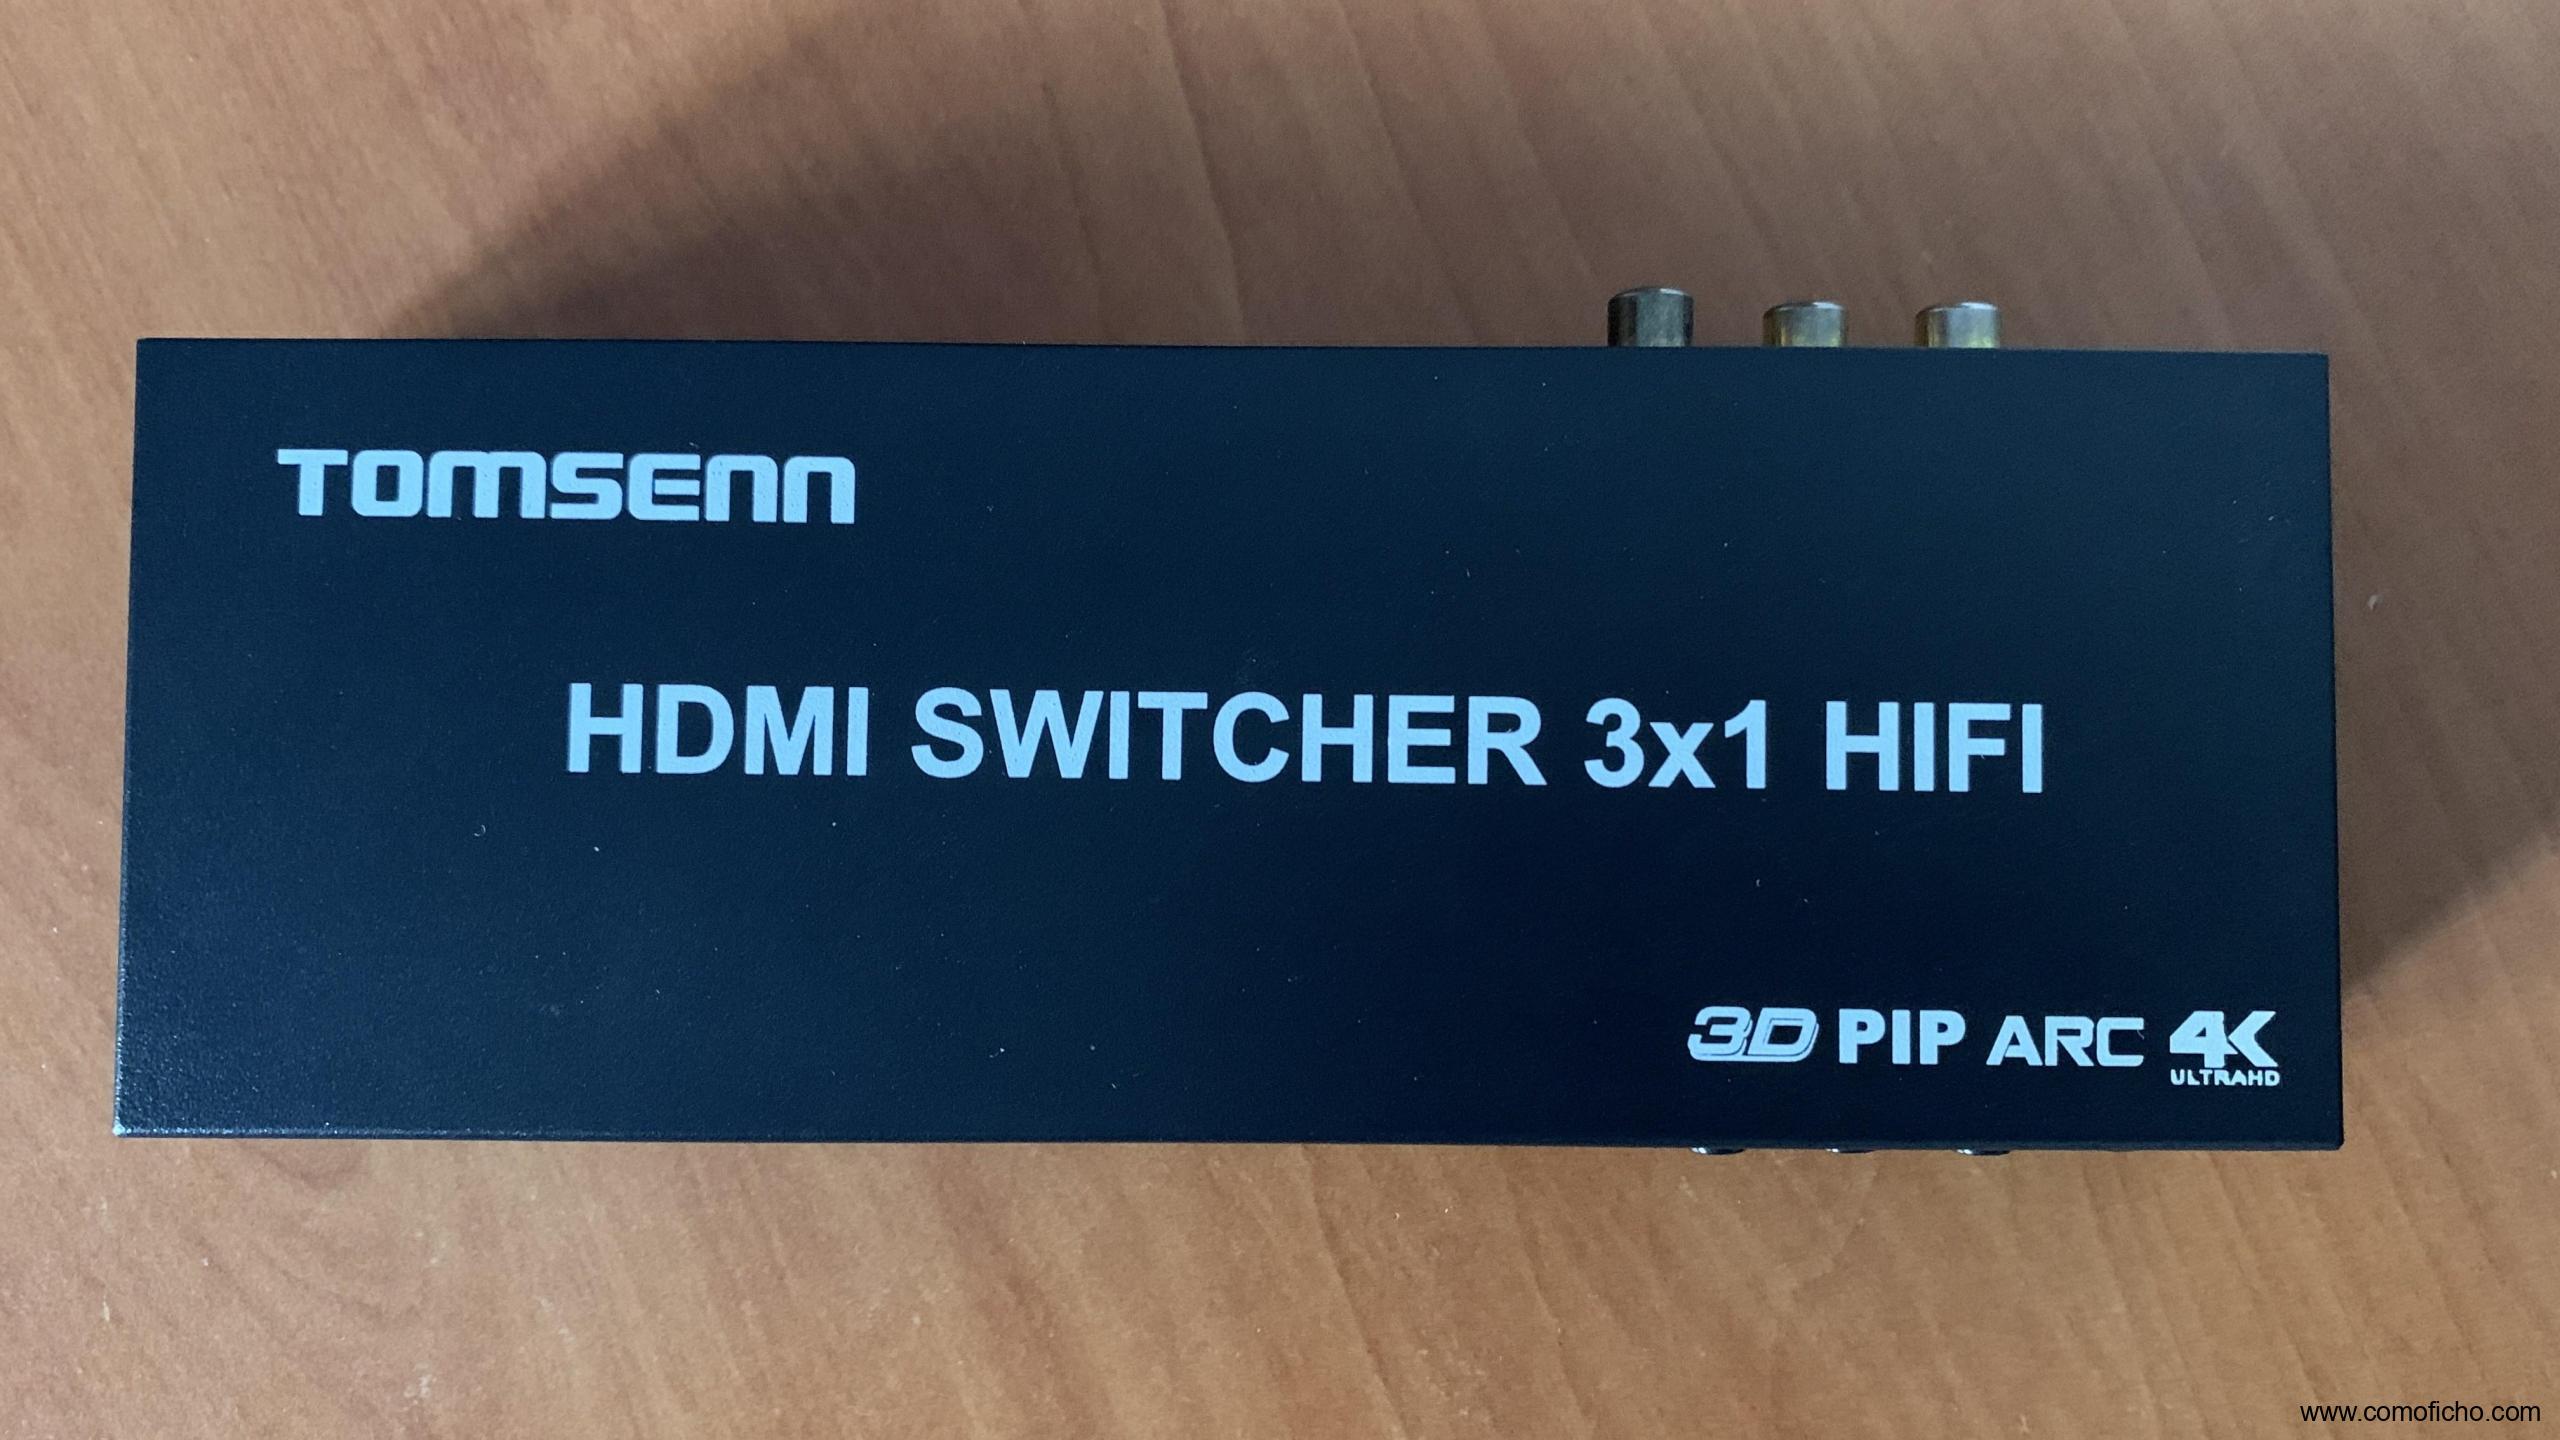 TOMSENN
HDMI SWITCHER 3x1 HIFI
3D PIP ARC 4K
ULTRAHD
www.comoficho.com